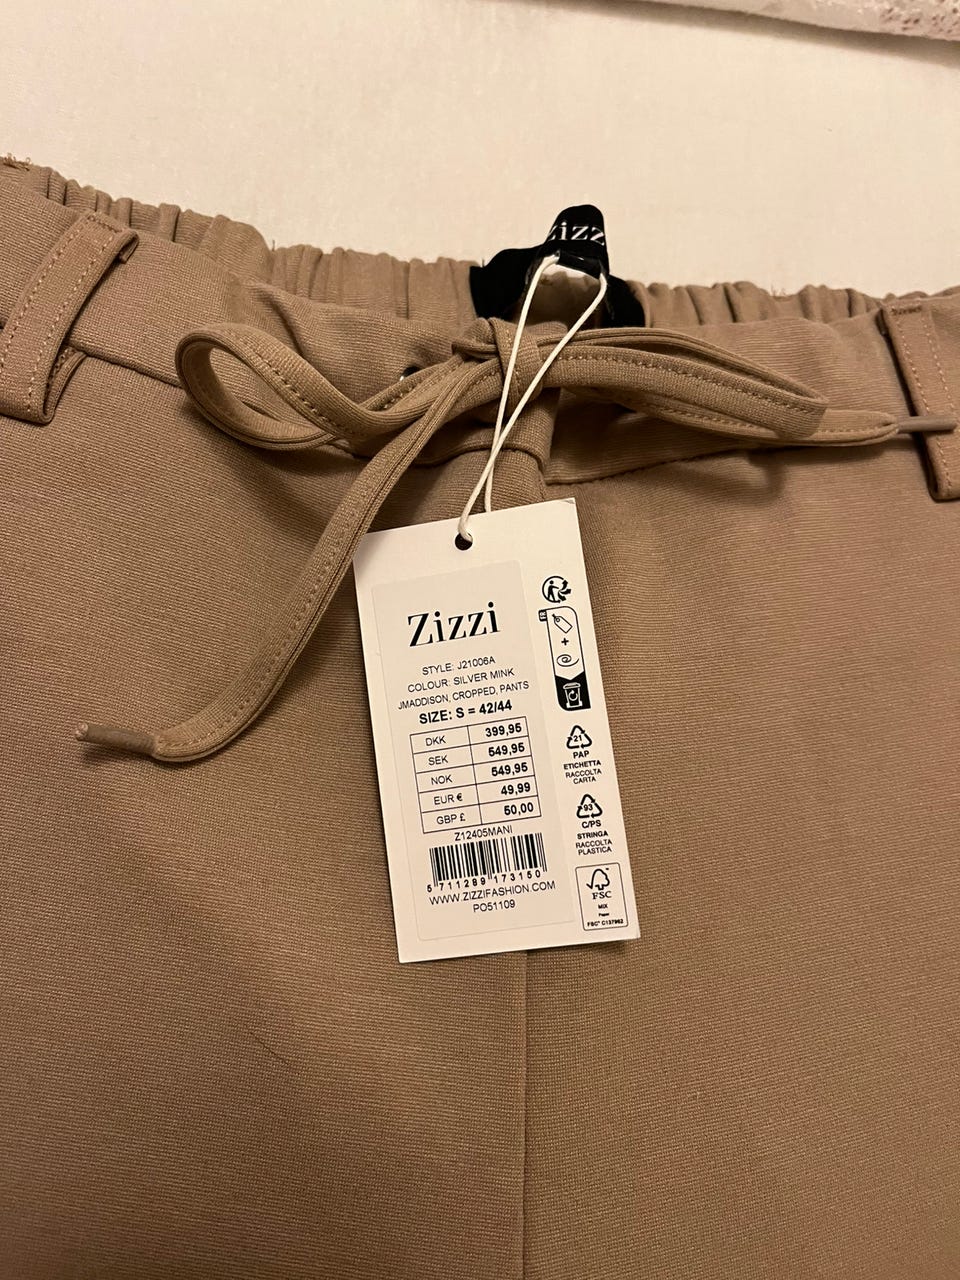 Zizzi
STYLE: J21006A
COLOUR: SILVER MINK
JMADDISON, CROPPED, PANTS
SIZE: S = 42/44
DKK 399,95
SEK 549,95
NOK 549,95
EUR € 49,99
GBP £ 50,00
Z12405MANI
5 711289 173150
WWW.ZIZZIFASHION.COM
PO51109
FR
+
21
PAP
ETICHETTA
RACCOLTA
CARTA
93
C/PS
STRINGA
RACCOLTA
PLASTICA
FSC
MIX
Paper
FSC® C137962